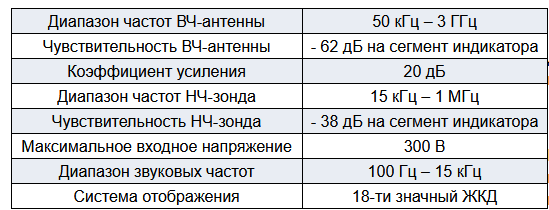 Диапазон частот ВЧ-антенны 50 кГц – 3 ГГц
Чувствительность ВЧ-антенны - 62 дБ на сегмент индикатора
Коэффициент усиления 20 дБ
Диапазон частот НЧ-зонда 15 кГц – 1 МГц
Чувствительность НЧ-зонда - 38 дБ на сегмент индикатора
Максимальное входное напряжение 300 В
Диапазон звуковых частот 100 Гц – 15 кГц
Система отображения 18-ти значный ЖКД